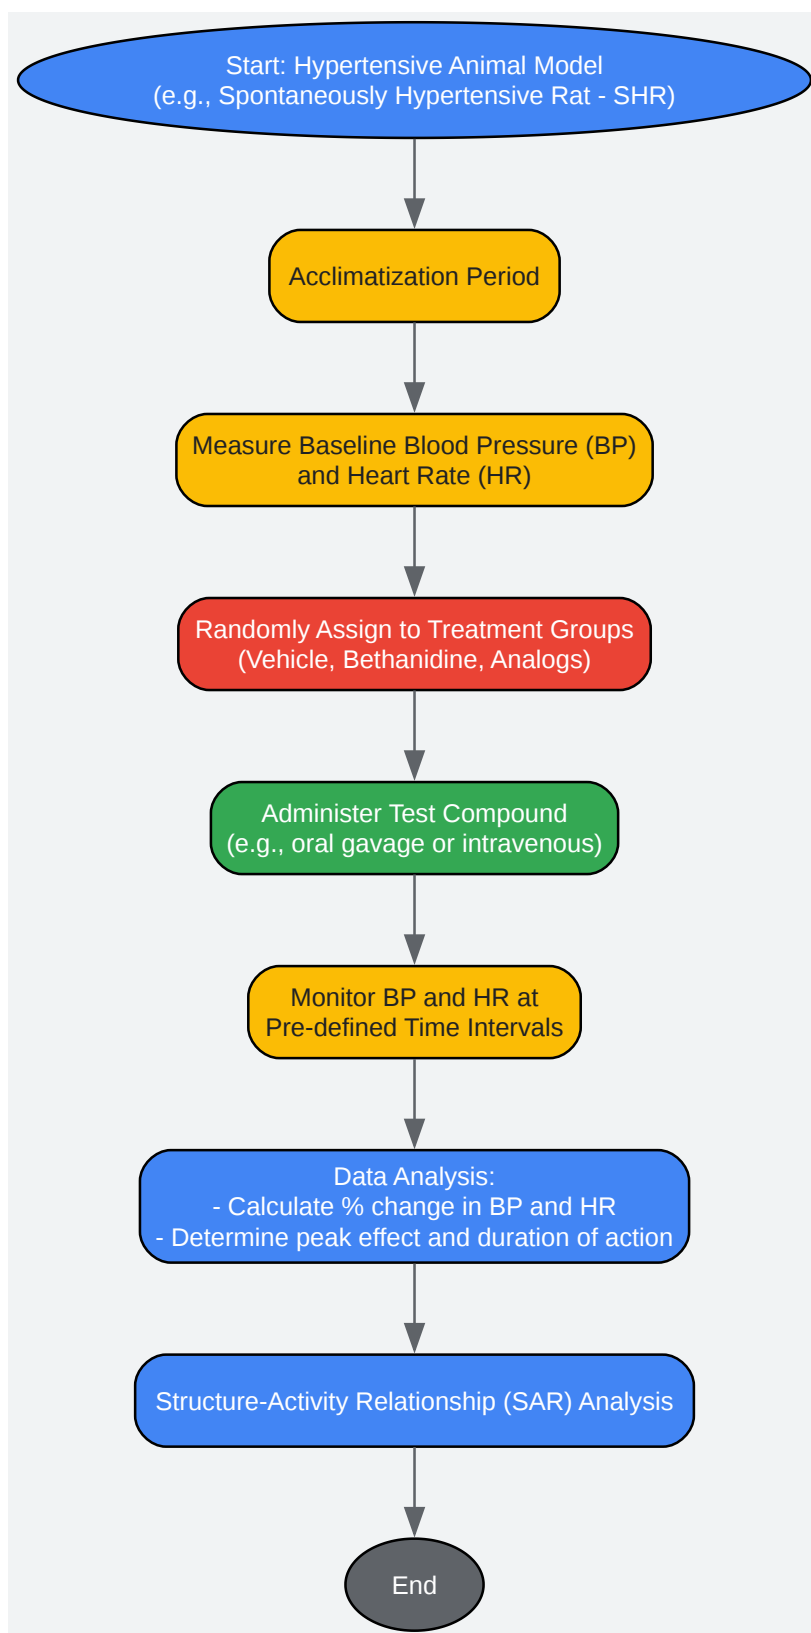 Start: Hypertensive Animal Model
(e.g., Spontaneously Hypertensive Rat - SHR)
Acclimatization Period
Measure Baseline Blood Pressure (BP)
and Heart Rate (HR)
Randomly Assign to Treatment Groups
(Vehicle, Bethanidine, Analogs)
Administer Test Compound
(e.g., oral gavage or intravenous)
Monitor BP and HR at
Pre-defined Time Intervals
Data Analysis:
- Calculate % change in BP and HR
- Determine peak effect and duration of action
Structure-Activity Relationship (SAR) Analysis
End